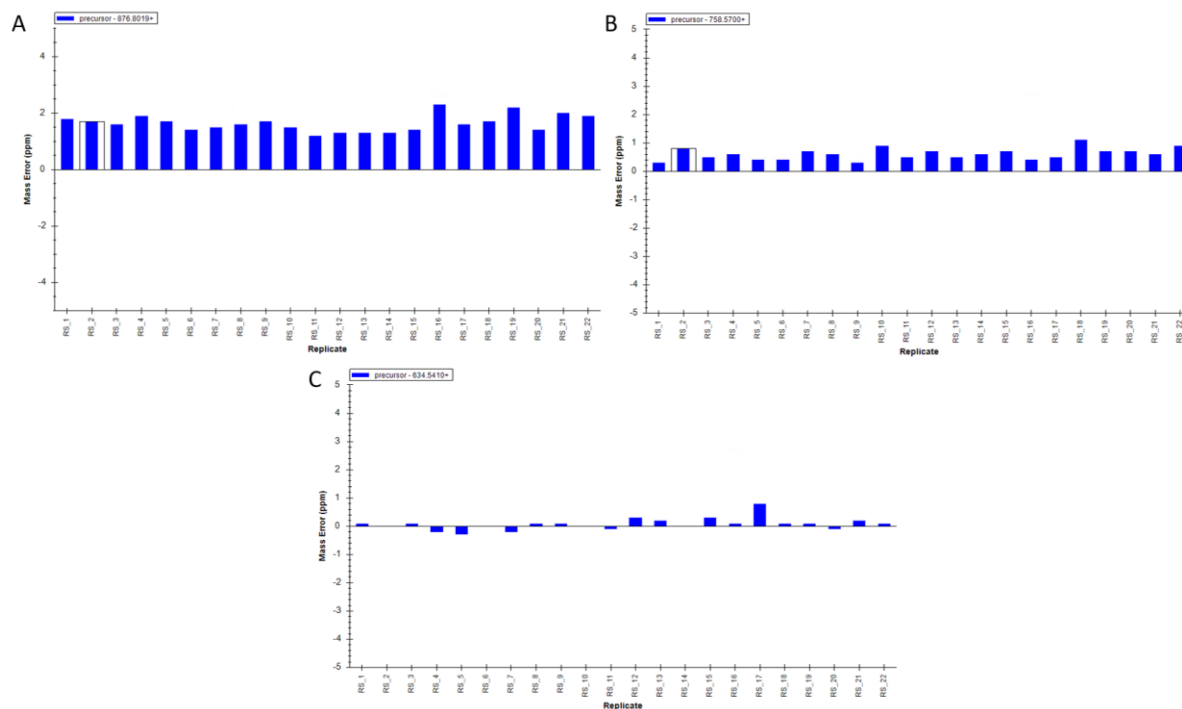 A
precursor - 876.8019+
4
2
0
2
-4
Mass Error (ppm)
RS_1
RS_2
RS_3
RS_4
RS_5
RS_6
RS_7
RS_8
RS_9
RS_10
RS_11
RS_12
RS_13
RS_14
RS_15
RS_16
RS_17
RS_18
RS_19
RS_20
RS_21
RS_22
Replicate
B
precursor - 758.5700+
5
4
3
2
1
0
-1
-2
-3
-4
-5
Mass Error (ppm)
RS_1
RS_2
RS_3
RS_4
RS_5
RS_6
RS_7
RS_8
RS_9
RS_10
RS_11
RS_12
RS_13
RS_14
RS_15
RS_16
RS_17
RS_18
RS_19
RS_20
RS_21
RS_22
Replicate
C
precursor - 634.5410+
5
4
3
2
1
0
-1
-2
-3
-4
-5
Mass Error (ppm)
RS_1
RS_2
RS_3
RS_4
RS_5
RS_6
RS_7
RS_8
RS_9
RS_10
RS_11
RS_12
RS_13
RS_14
RS_15
RS_16
RS_17
RS_18
RS_19
RS_20
RS_21
RS_22
Replicate